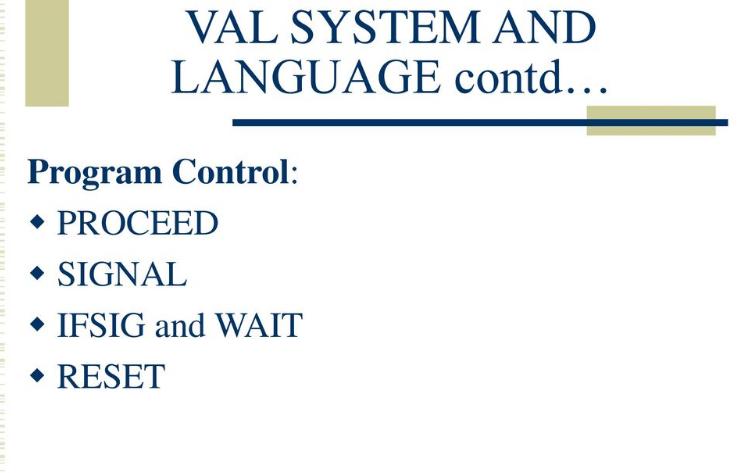 VAL SYSTEM AND
LANGUAGE contd…
Program Control:
◆ PROCEED
◆ SIGNAL
◆ IFSIG and WAIT
◆ RESET